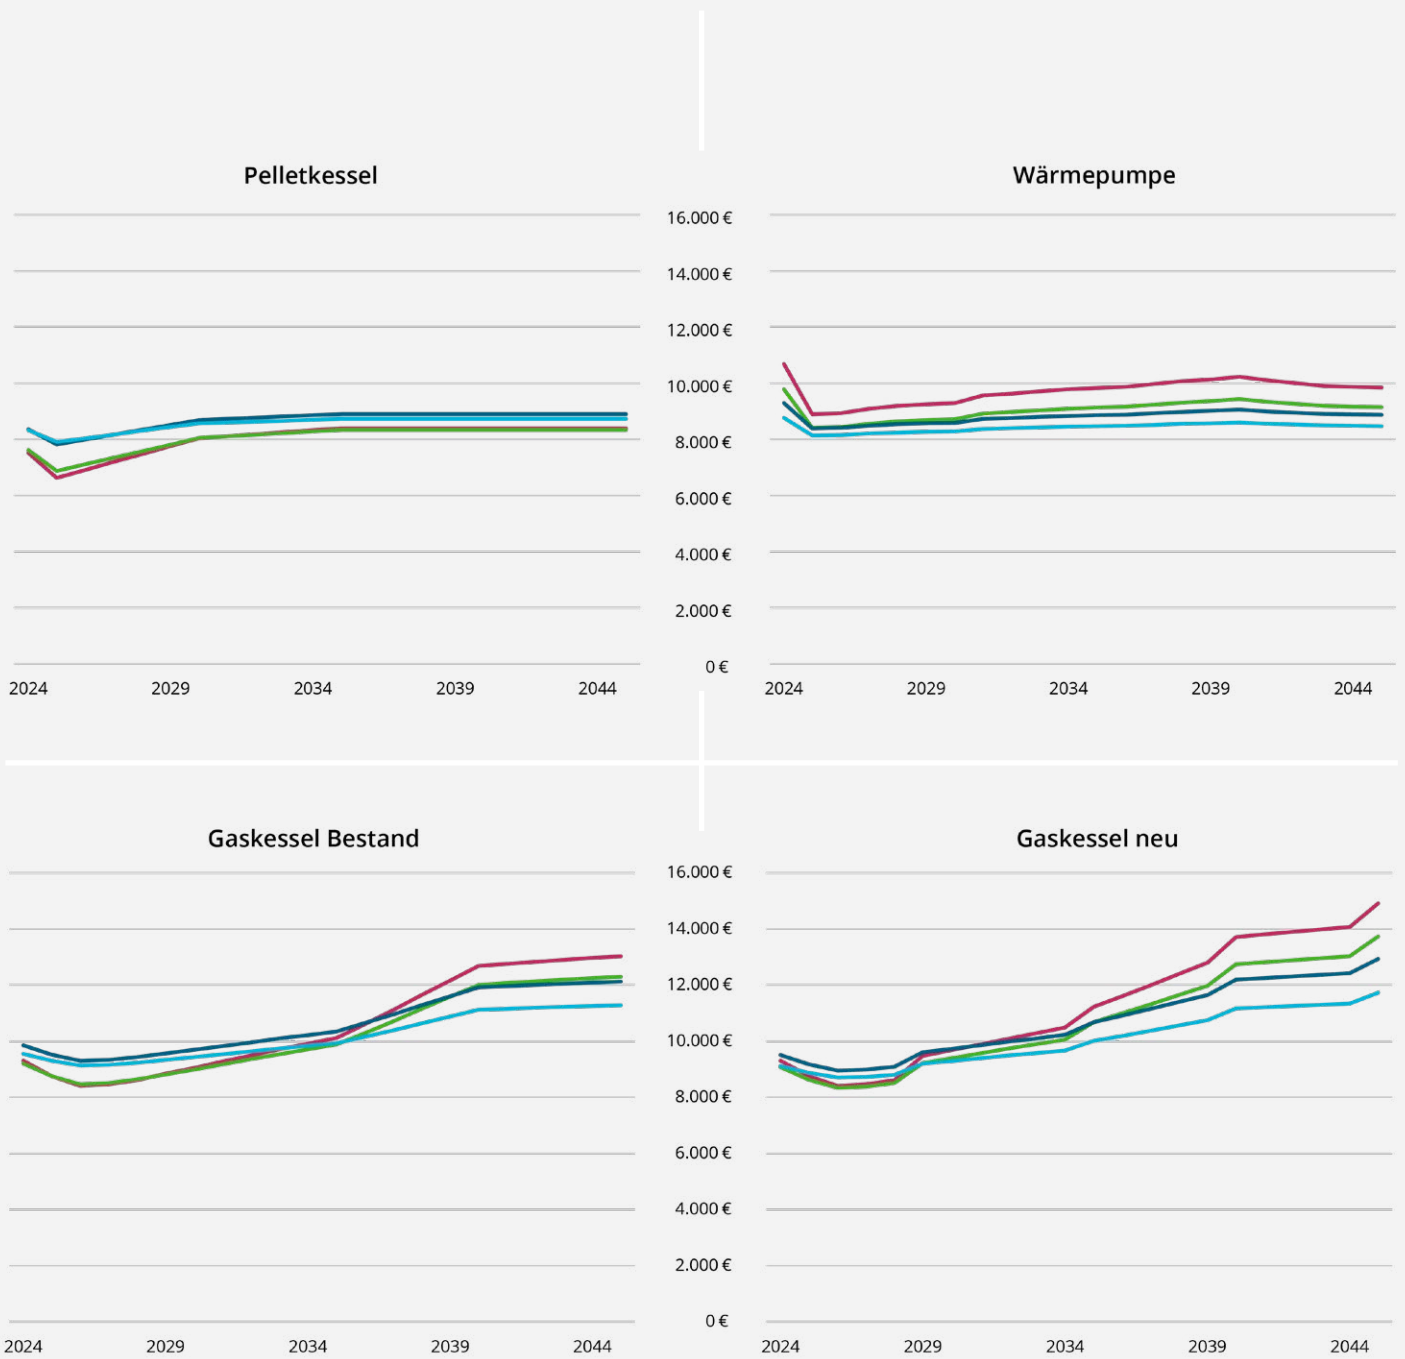 Pelletkessel
Wärmepumpe
16.000 €
14.000 €
12.000 €
10.000 €
8.000 €
6.000 €
4.000 €
2.000 €
0 €
2024 2029 2034 2039 2044
2024 2029 2034 2039 2044
Gaskessel Bestand
Gaskessel neu
16.000 €
14.000 €
12.000 €
10.000 €
8.000 €
6.000 €
4.000 €
2.000 €
0 €
2024 2029 2034 2039 2044
2024 2029 2034 2039 2044